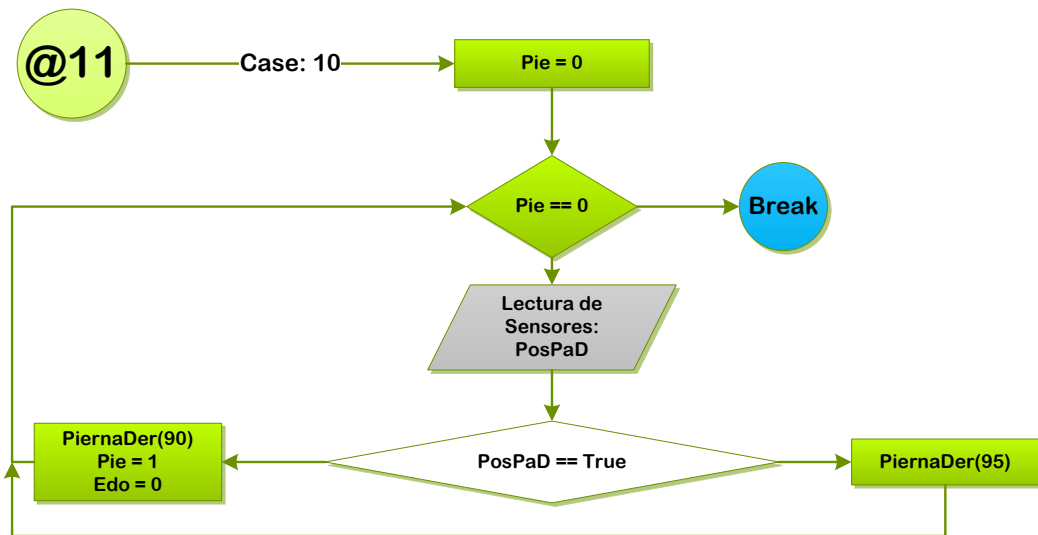 @11
Case: 10
Pie = 0
Pie == 0
Break
Lectura de
Sensores:
PosPaD
PiernaDer(90)
Pie = 1
Edo = 0
PosPaD == True
PiernaDer(95)